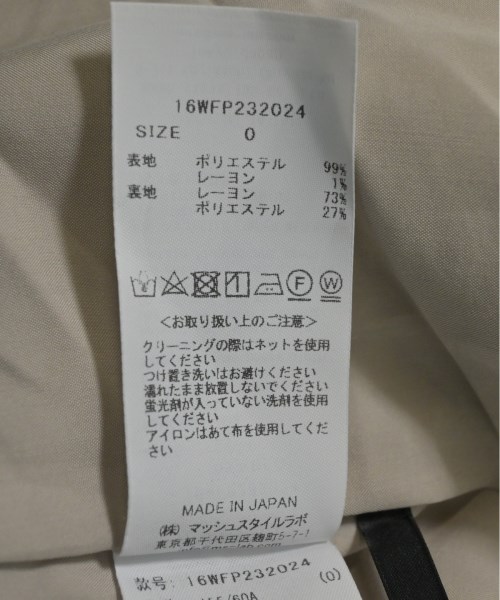 16WFP232024
SIZE 0
表地 ポリエステル 99%
レーヨン 1%
裏地 レーヨン 73%
ポリエステル 27%
F W
<お取り扱い上のご注意>
クリーニングの際はネットを使用
してください
つけ置き洗いはお避けください
濡れたまま放置しないでください
蛍光剤が入っていない洗剤を使用
してください
アイロンはあて布を使用してくだ
さい
MADE IN JAPAN
(株) マッシュスタイルラボ
東京都千代田区麹町5-7-1
款号: 16WFP232024 (0)